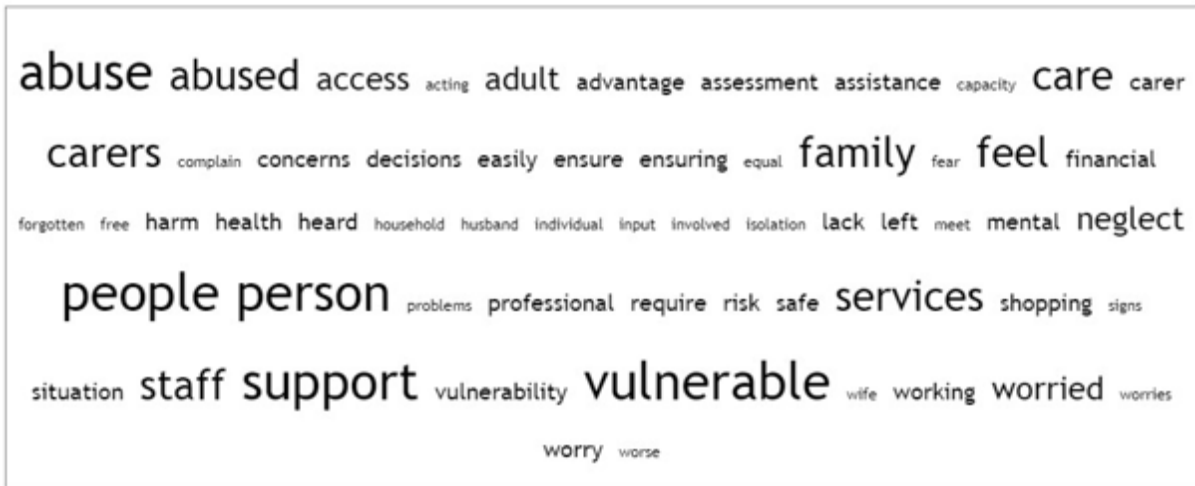 abuse abused access acting adult advantage assessment assistance capacity care carer
carers complain concerns decisions easily ensure ensuring equal family fear feel financial
forgotten free harm health heard household husband individual input involved isolation lack left meet mental neglect
people person problems professional require risk safe services shopping signs
situation staff support vulnerability vulnerable wife working worried worries
worry worse